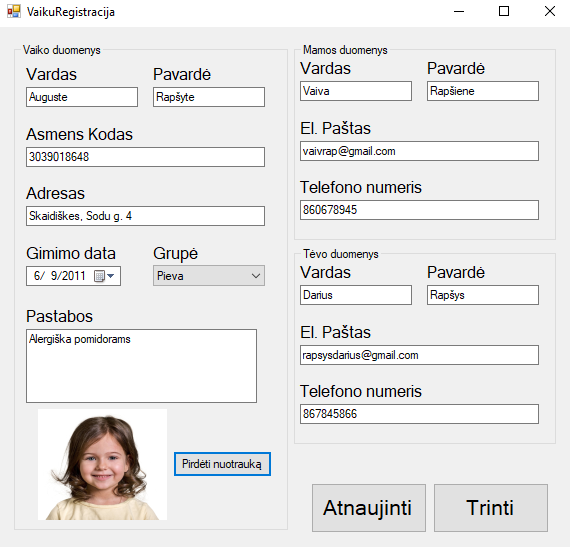 VaikuRegistracija
Vaiko duomenys
Vardas Pavardė
Auguste Rapšyte
Asmens Kodas
3039018648
Adresas
Skaidiškes, Sodu g. 4
Gimimo data Grupė
6/ 9/2011 Pieva
Pastabos
Alergiška pomidorams
Pirdėti nuotrauką
Mamos duomenys
Vardas Pavardė
Vaiva Rapšiene
El. Paštas
vaivrap@gmail.com
Telefono numeris
860678945
Tėvo duomenys
Vardas Pavardė
Darius Rapšys
El. Paštas
rapsysdarius@gmail.com
Telefono numeris
867845866
Atnaujinti Trinti